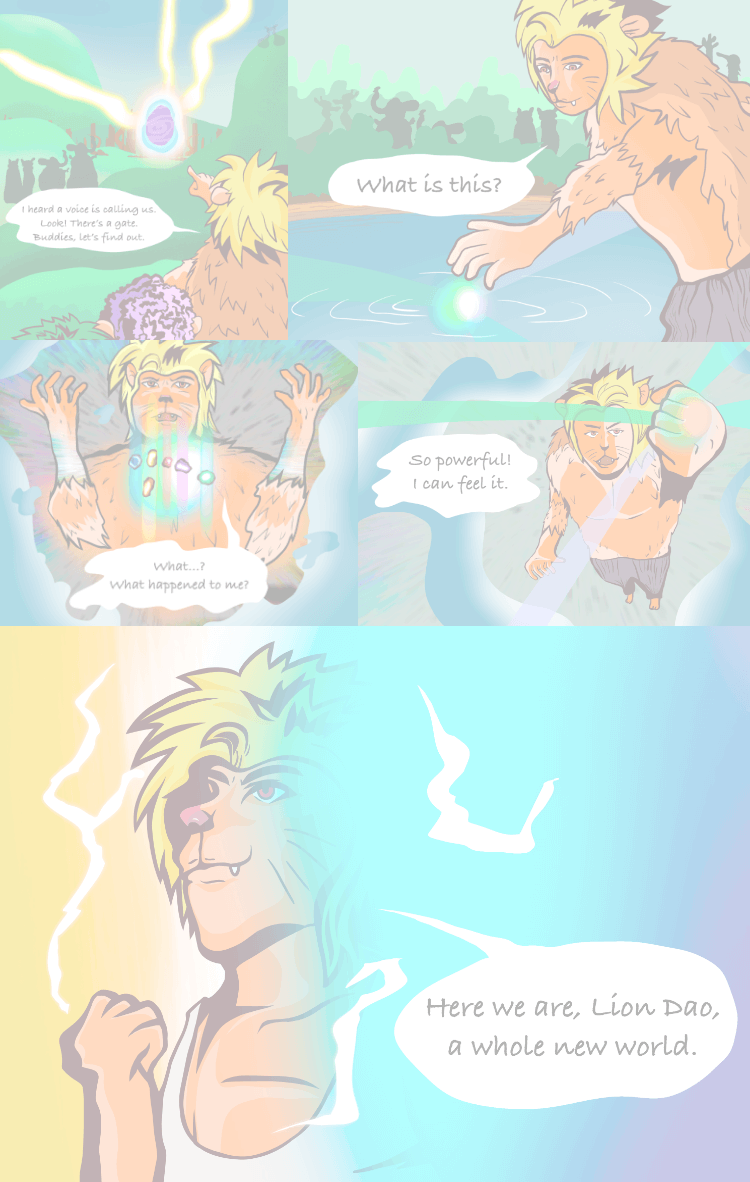 I heard a voice is calling us.
Look! There's a gate.
Buddies, let's find out.
What is this?
What...?
What happened to me?
So powerful!
I can feel it.
Here we are, Lion Dao,
a whole new world.